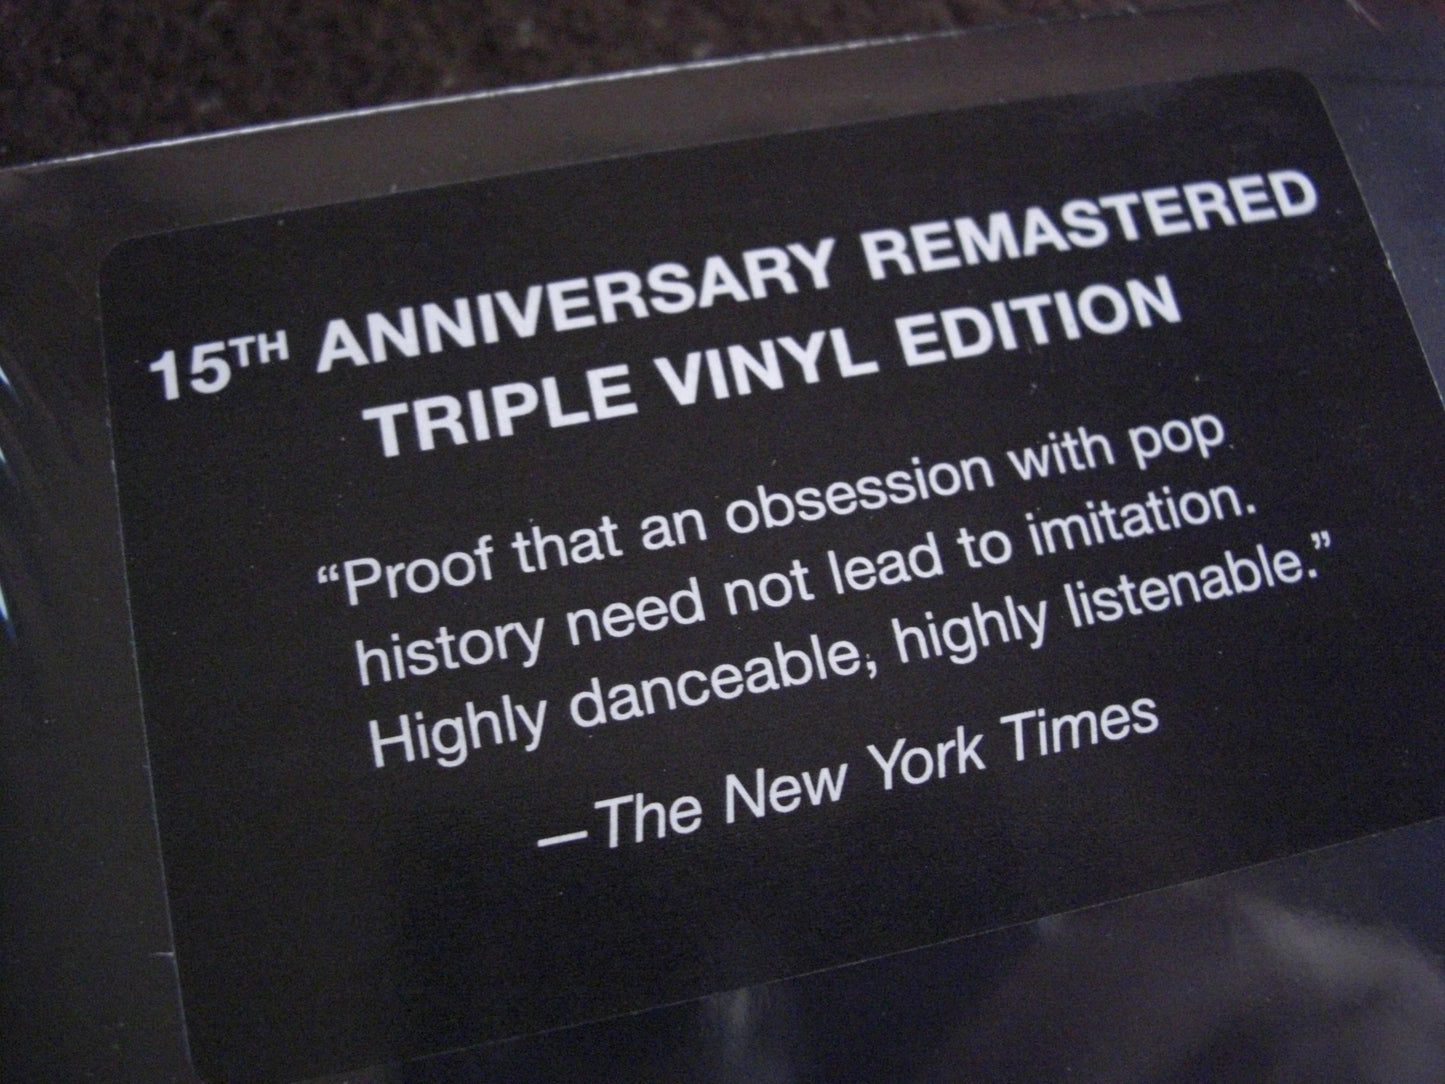 15TH ANNIVERSARY REMASTERED
TRIPLE VINYL EDITION
“Proof that an obsession with pop
history need not lead to imitation.
Highly danceable, highly listenable.”
—The New York Times